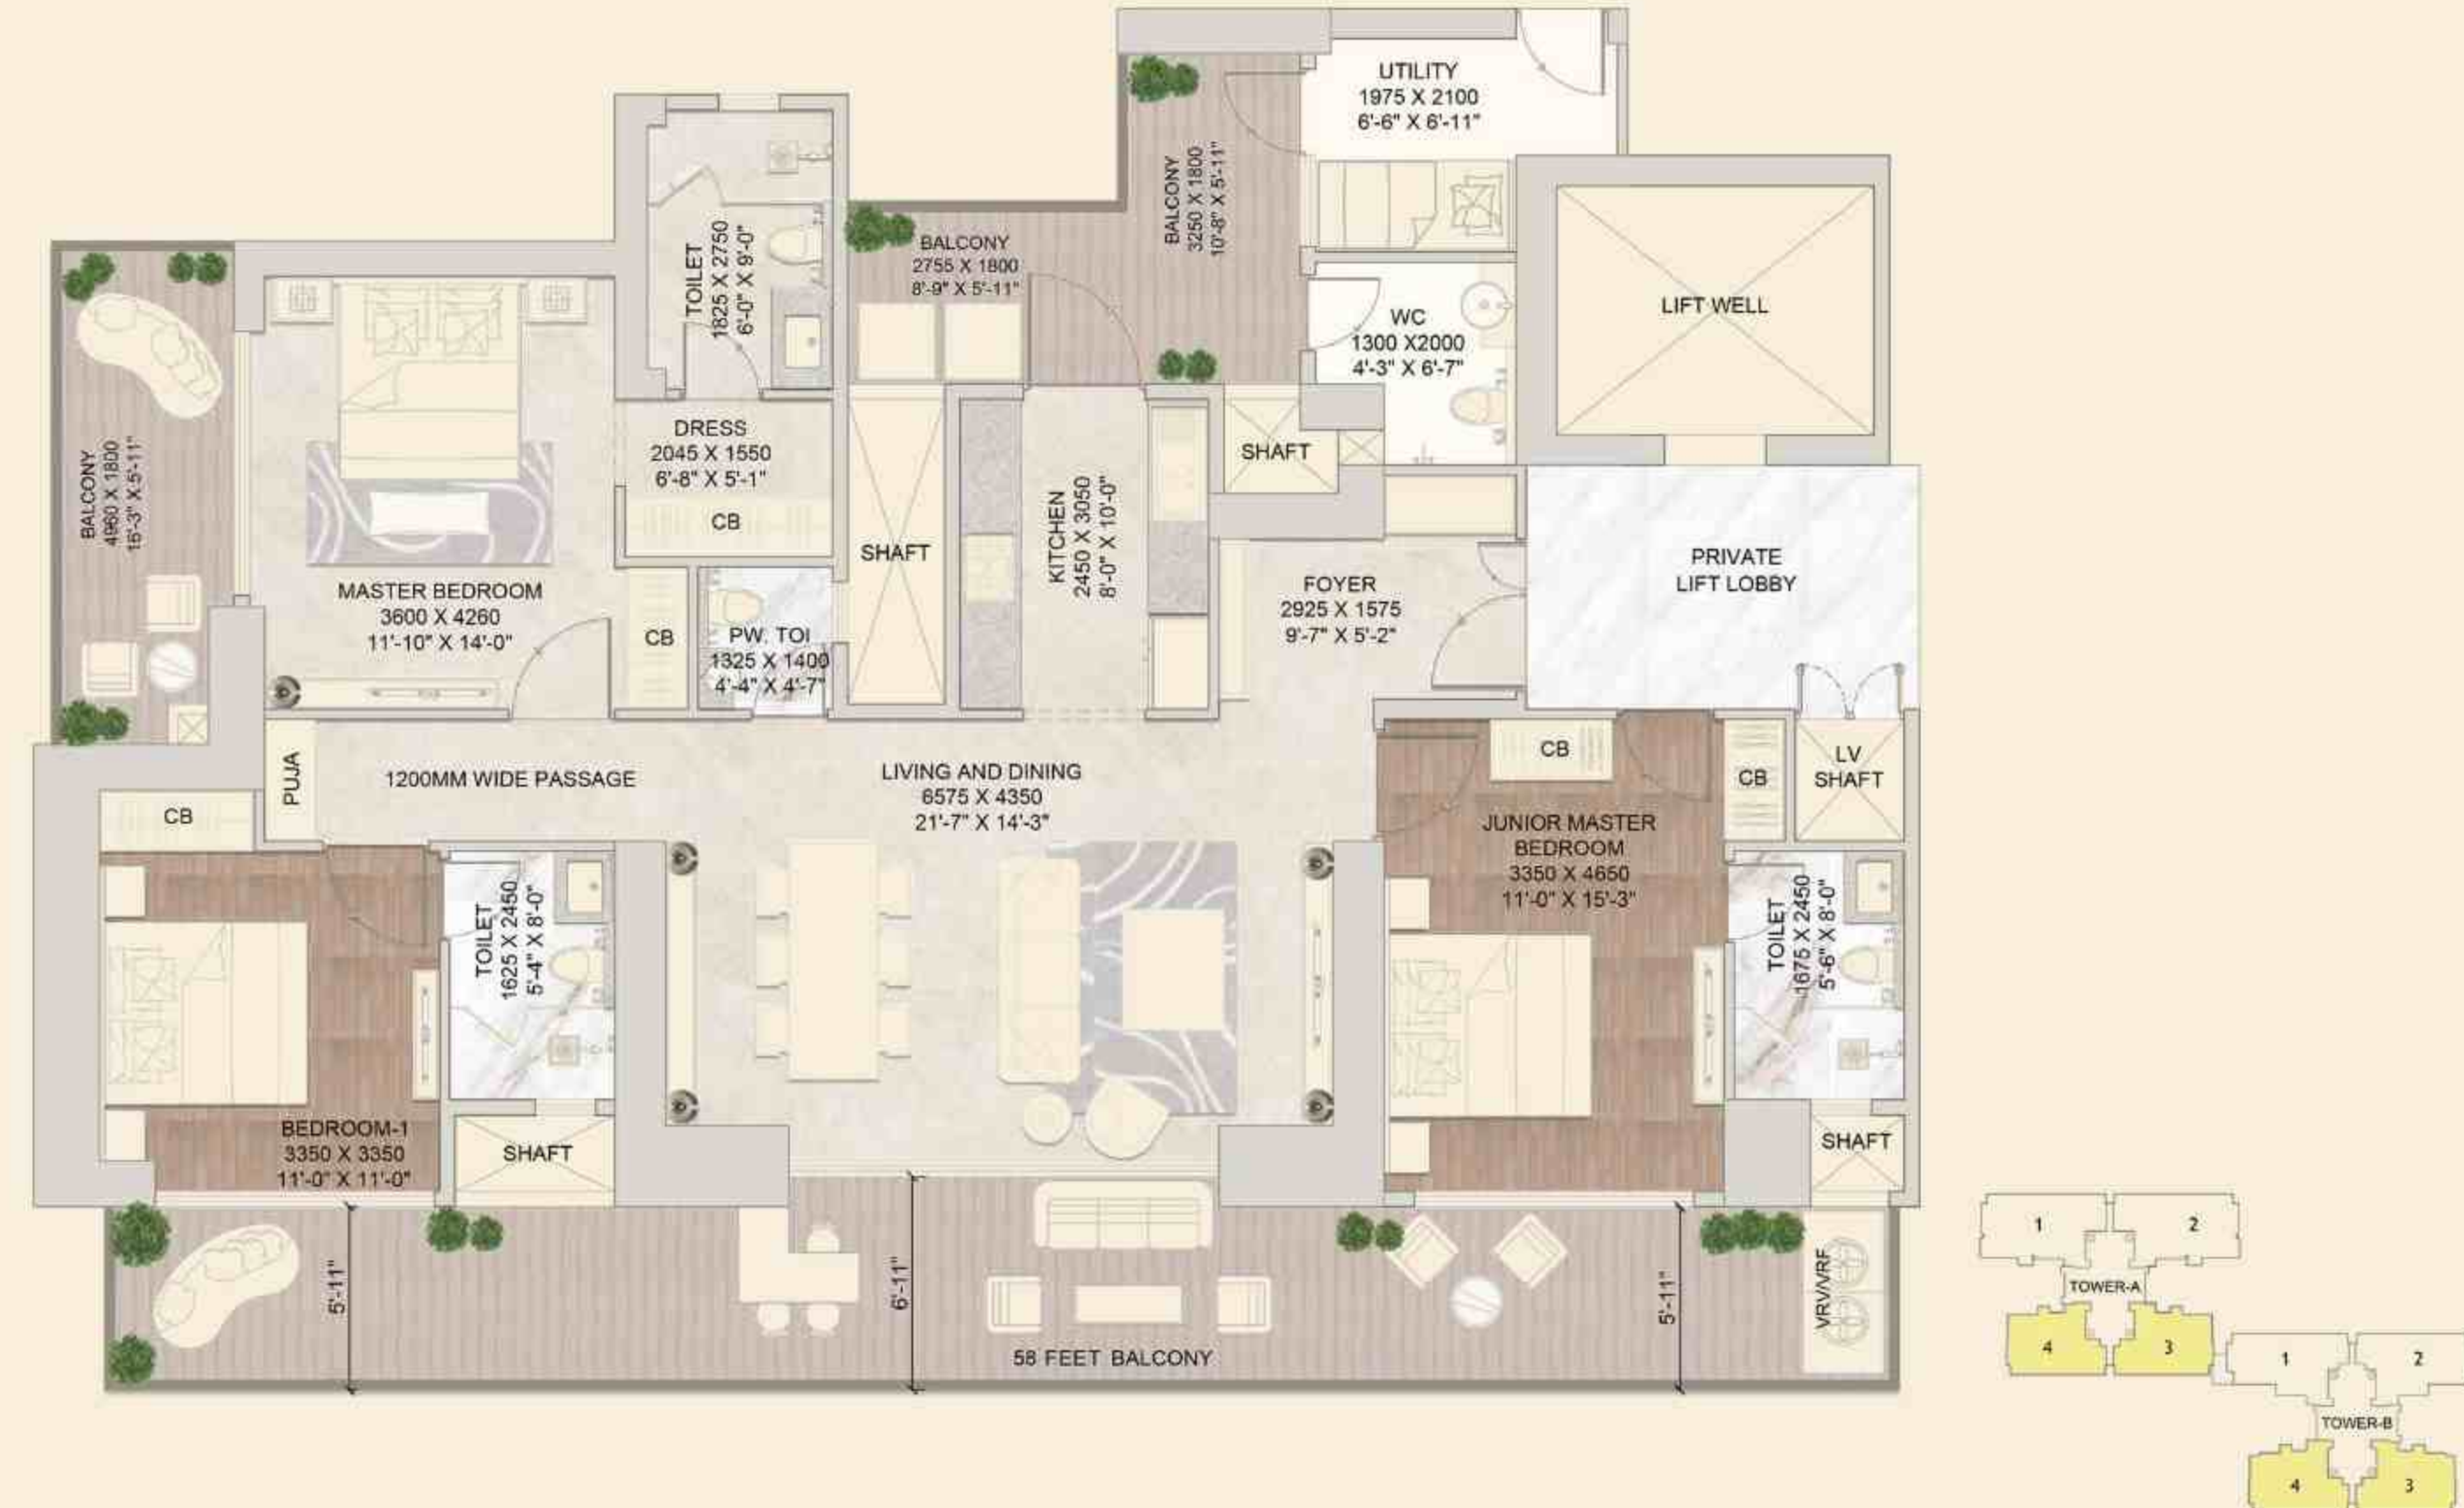 UTILITY
1975 X 2100
6'-6" X 6'-11"
BALCONY
3250 X 1800
10'-8" X 5'-11"
TOILET
1825 X 2750
6'-0" X 9'-0"
BALCONY
2755 X 1800
8'-9" X 5'-11"
WC
1300 X2000
4'-3" X 6'-7"
LIFT WELL
BALCONY
4960 X 1800
16'-3" X 5'-11"
DRESS
2045 X 1550
6'-8" X 5'-1"
CB
SHAFT
KITCHEN
2450 X 3050
8'-0" X 10'-0"
SHAFT
MASTER BEDROOM
3600 X 4260
11'-10" X 14'-0"
CB
PW. TOI
1325 X 1400
4'-4" X 4'-7"
FOYER
2925 X 1575
9'-7" X 5'-2"
PRIVATE
LIFT LOBBY
PUJA
1200MM WIDE PASSAGE
LIVING AND DINING
6575 X 4350
21'-7" X 14'-3"
CB
CB
LV
SHAFT
CB
JUNIOR MASTER
BEDROOM
3350 X 4650
11'-0" X 15'-3"
TOILET
1625 X 2450
5'-4" X 8'-0"
TOILET
1675 X 2450
5'-6" X 8'-0"
BEDROOM-1
3350 X 3350
11'-0" X 11'-0"
SHAFT
SHAFT
5'-11"
6'-11"
5'-11"
VRV/VRF
58 FEET BALCONY
1
2
TOWER-A
4
3
1
2
TOWER-B
4
3